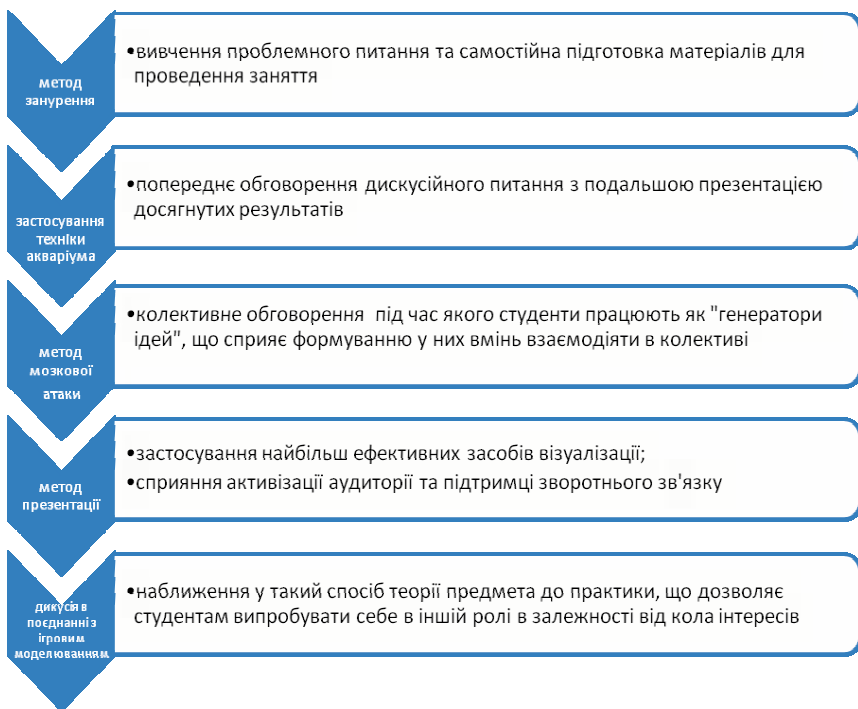 метод
занурення
•вивчення проблемного питання та самостійна підготовка матеріалів для
проведення заняття
застосування
техніки
акваріума
•попереднє обговорення дискусійного питання з подальшою презентацією
досягнутих результатів
метод
мозкової
атаки
•колективне обговорення під час якого студенти працюють як "генератори
ідей", що сприяє формуванню у них вмінь взаємодіяти в колективі
метод
презентації
•застосування найбільш ефективних засобів візуалізації;
•сприяння активізації аудиторії та підтримці зворотнього зв'язку
дикусія в
поєднанні з
ігровим
моделюванням
•наближення у такий спосіб теорії предмета до практики, що дозволяє
студентам випробувати себе в іншій ролі в залежності від кола інтересів